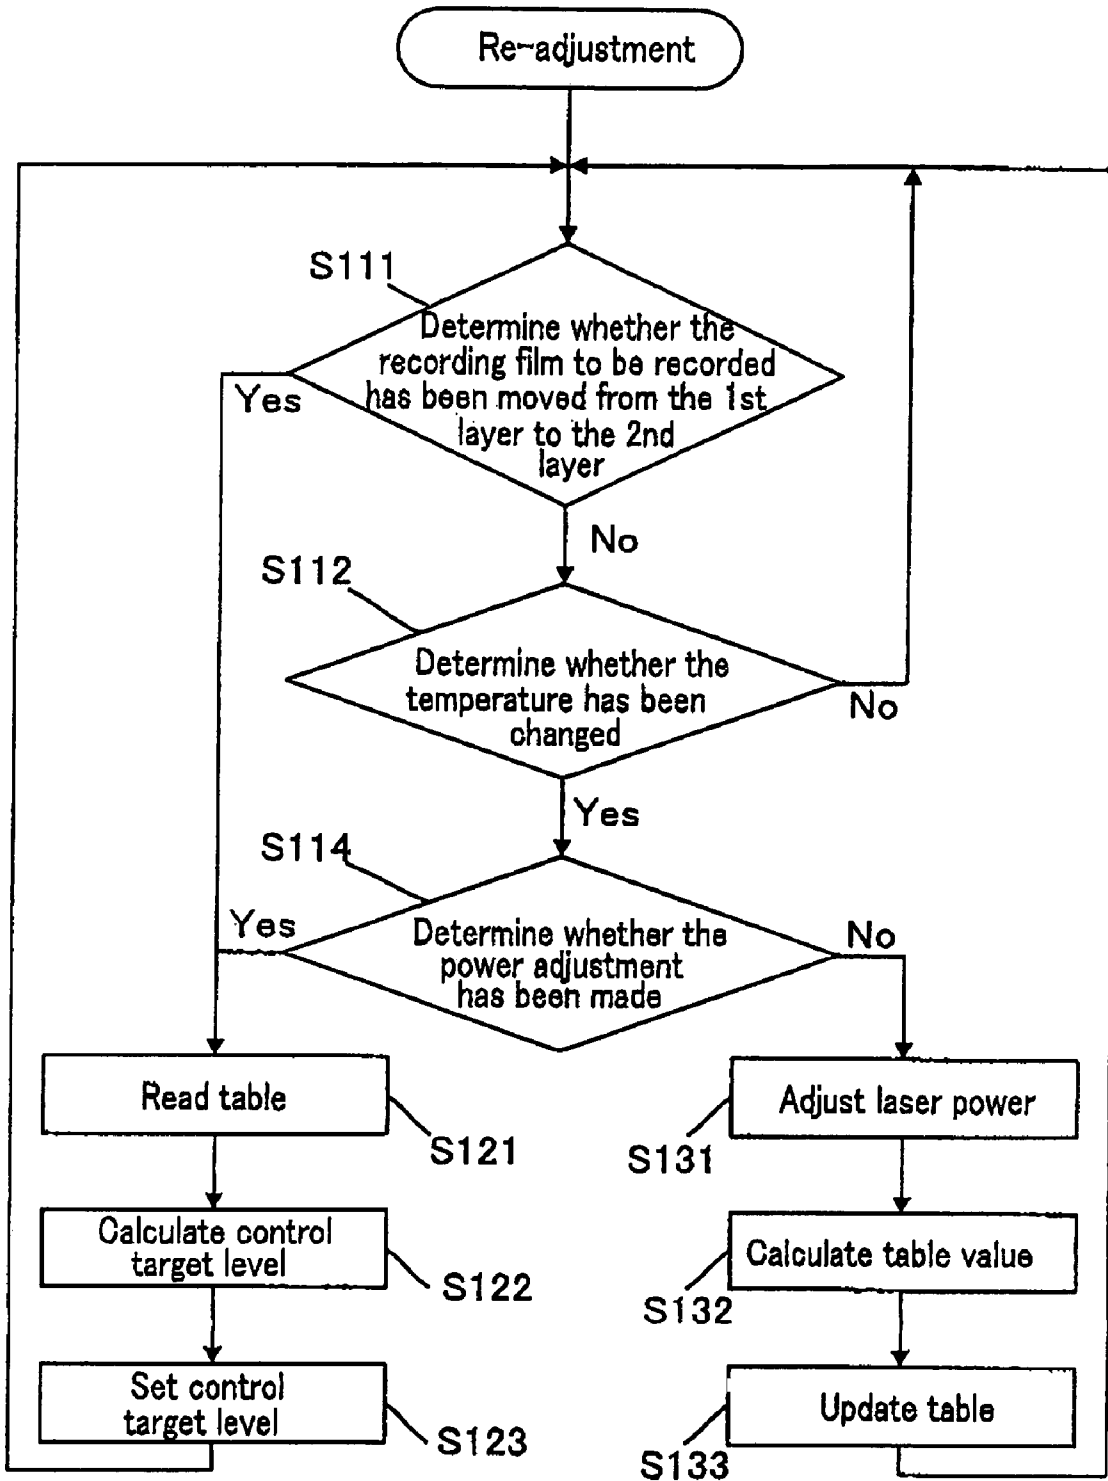 Re-adjustment
S111
Determine whether the
recording film to be recorded
has been moved from the 1st
layer to the 2nd
layer
Yes
No
S112
Determine whether the
temperature has been
changed
No
Yes
S114
Yes
Determine whether the
power adjustment
has been made
No
Read table
S121
Adjust laser power
S131
Calculate control
target level
S122
Calculate table value
S132
Set control
target level
S123
Update table
S133